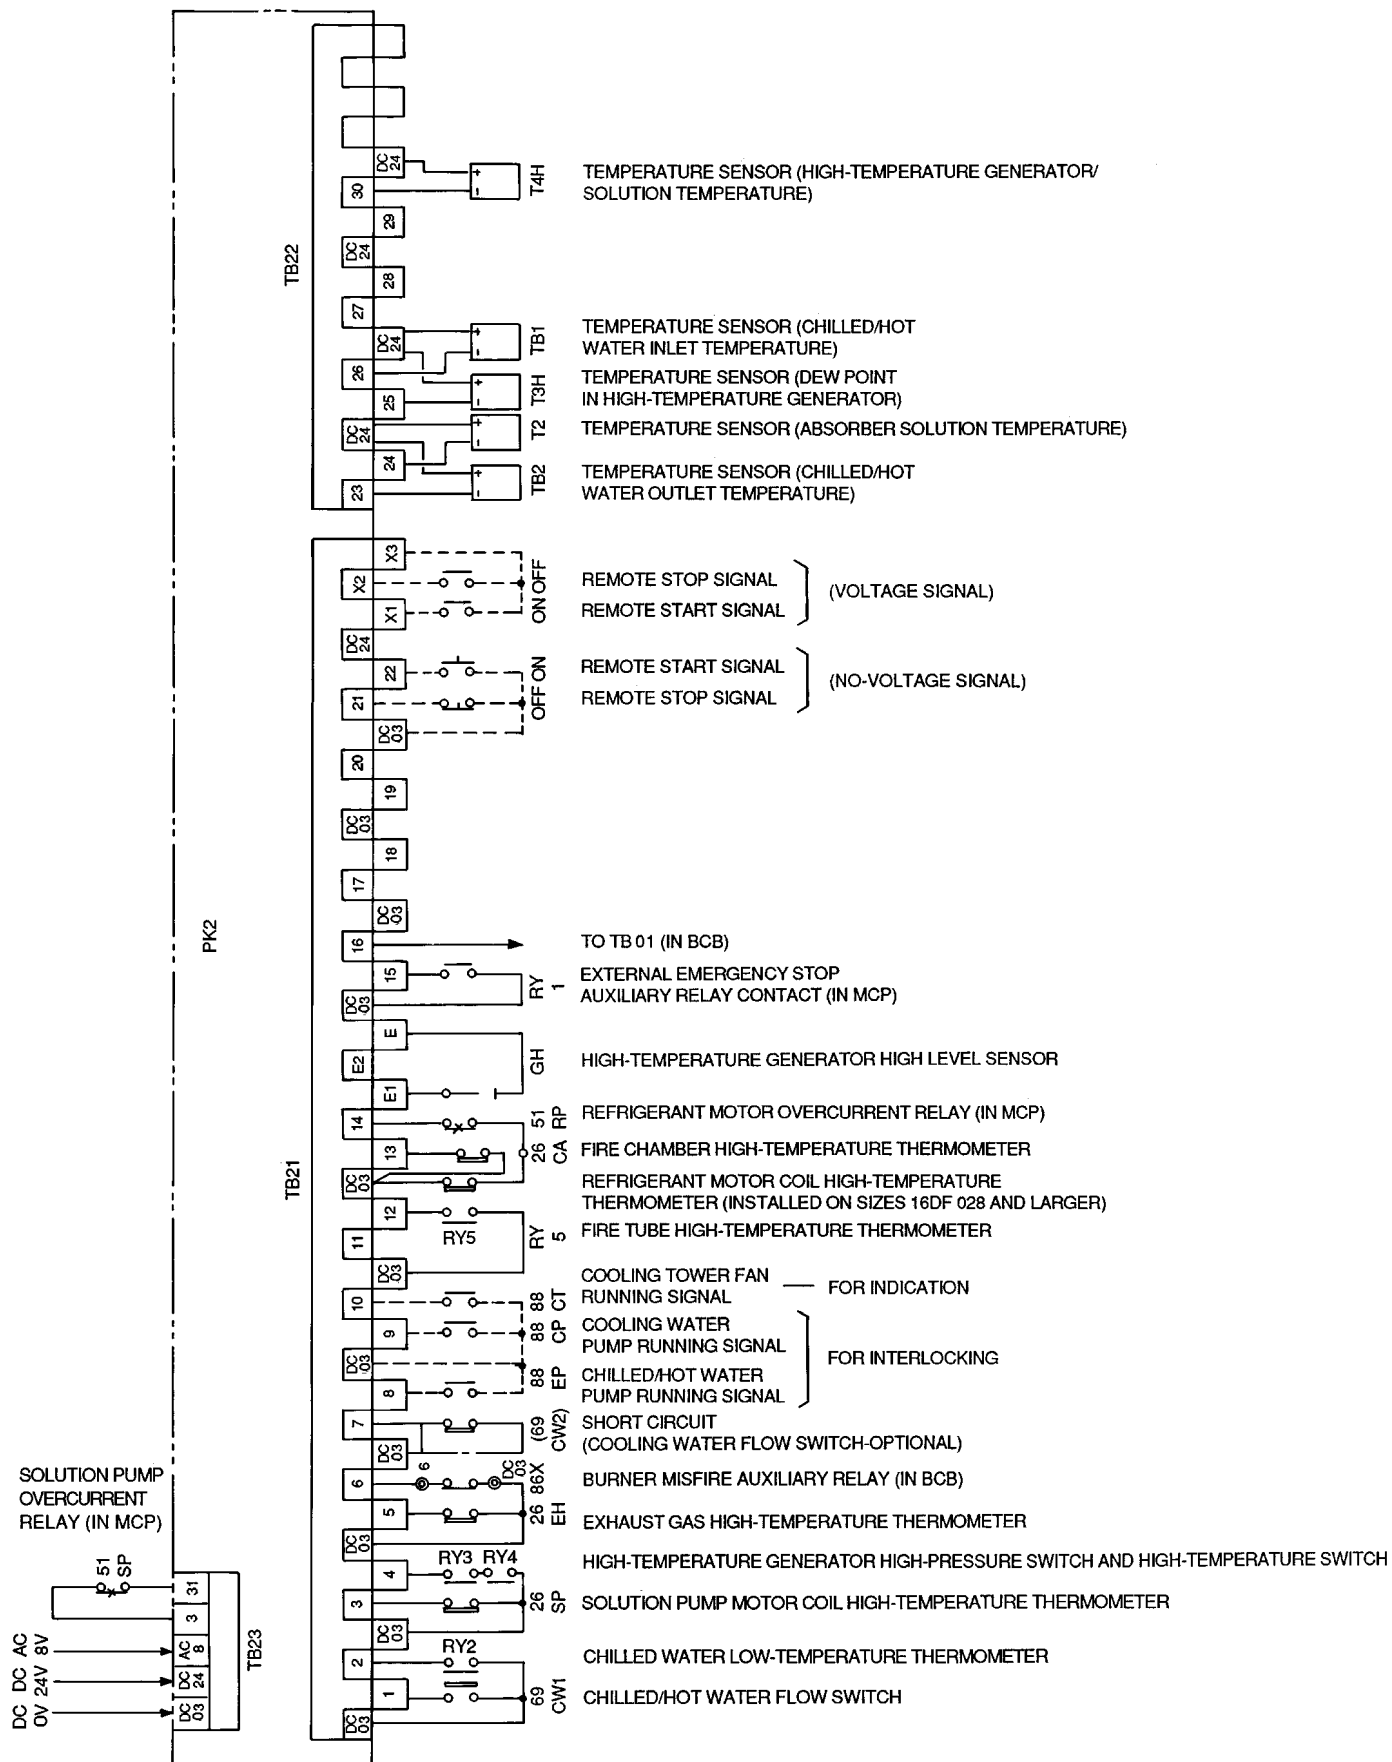 DC
24
30
T4H
TEMPERATURE SENSOR (HIGH-TEMPERATURE GENERATOR/
SOLUTION TEMPERATURE)
29
DC
24
TB22
28
27
DC
24
TB1
TEMPERATURE SENSOR (CHILLED/HOT
WATER INLET TEMPERATURE)
26
T3H
TEMPERATURE SENSOR (DEW POINT
IN HIGH-TEMPERATURE GENERATOR)
25
DC
24
T2
TEMPERATURE SENSOR (ABSORBER SOLUTION TEMPERATURE)
24
TB2
TEMPERATURE SENSOR (CHILLED/HOT
WATER OUTLET TEMPERATURE)
23
X3
X2
OFF
REMOTE STOP SIGNAL
(VOLTAGE SIGNAL)
X1
ON
REMOTE START SIGNAL
DC
24
22
ON
REMOTE START SIGNAL
(NO-VOLTAGE SIGNAL)
21
OFF
REMOTE STOP SIGNAL
DC
03
20
19
DC
03
18
17
DC
03
PK2
16
TO TB 01 (IN BCB)
15
RY
1
EXTERNAL EMERGENCY STOP
AUXILIARY RELAY CONTACT (IN MCP)
DC
03
E
E2
GH
HIGH-TEMPERATURE GENERATOR HIGH LEVEL SENSOR
E1
14
51
RP
REFRIGERANT MOTOR OVERCURRENT RELAY (IN MCP)
13
26
CA
FIRE CHAMBER HIGH-TEMPERATURE THERMOMETER
TB21
DC
03
REFRIGERANT MOTOR COIL HIGH-TEMPERATURE
THERMOMETER (INSTALLED ON SIZES 16DF 028 AND LARGER)
12
RY5
RY
5
FIRE TUBE HIGH-TEMPERATURE THERMOMETER
11
DC
03
10
88
CT
COOLING TOWER FAN
RUNNING SIGNAL
FOR INDICATION
9
88
CP
COOLING WATER
PUMP RUNNING SIGNAL
FOR INTERLOCKING
DC
03
8
88
EP
CHILLED/HOT WATER
PUMP RUNNING SIGNAL
7
(69
CW2)
SHORT CIRCUIT
(COOLING WATER FLOW SWITCH-OPTIONAL)
DC
03
6
6
DC
03
86X
BURNER MISFIRE AUXILIARY RELAY (IN BCB)
5
26
EH
EXHAUST GAS HIGH-TEMPERATURE THERMOMETER
DC
03
4
RY3
RY4
HIGH-TEMPERATURE GENERATOR HIGH-PRESSURE SWITCH AND HIGH-TEMPERATURE SWITCH
3
26
SP
SOLUTION PUMP MOTOR COIL HIGH-TEMPERATURE THERMOMETER
DC
03
2
RY2
CHILLED WATER LOW-TEMPERATURE THERMOMETER
1
69
CW1
CHILLED/HOT WATER FLOW SWITCH
DC
03
SOLUTION PUMP
OVERCURRENT
RELAY (IN MCP)
51
SP
31
3
AC
8V
AC
8
TB23
DC
24V
DC
24
DC
0V
DC
03